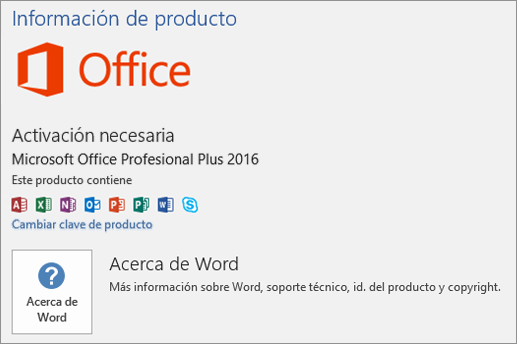 Información de producto
Office
Activación necesaria
Microsoft Office Profesional Plus 2016
Este producto contiene
A X N O P P W S
Cambiar clave de producto
Acerca de Word
Más información sobre Word, soporte técnico, id. del producto y copyright.
?
Acerca de
Word